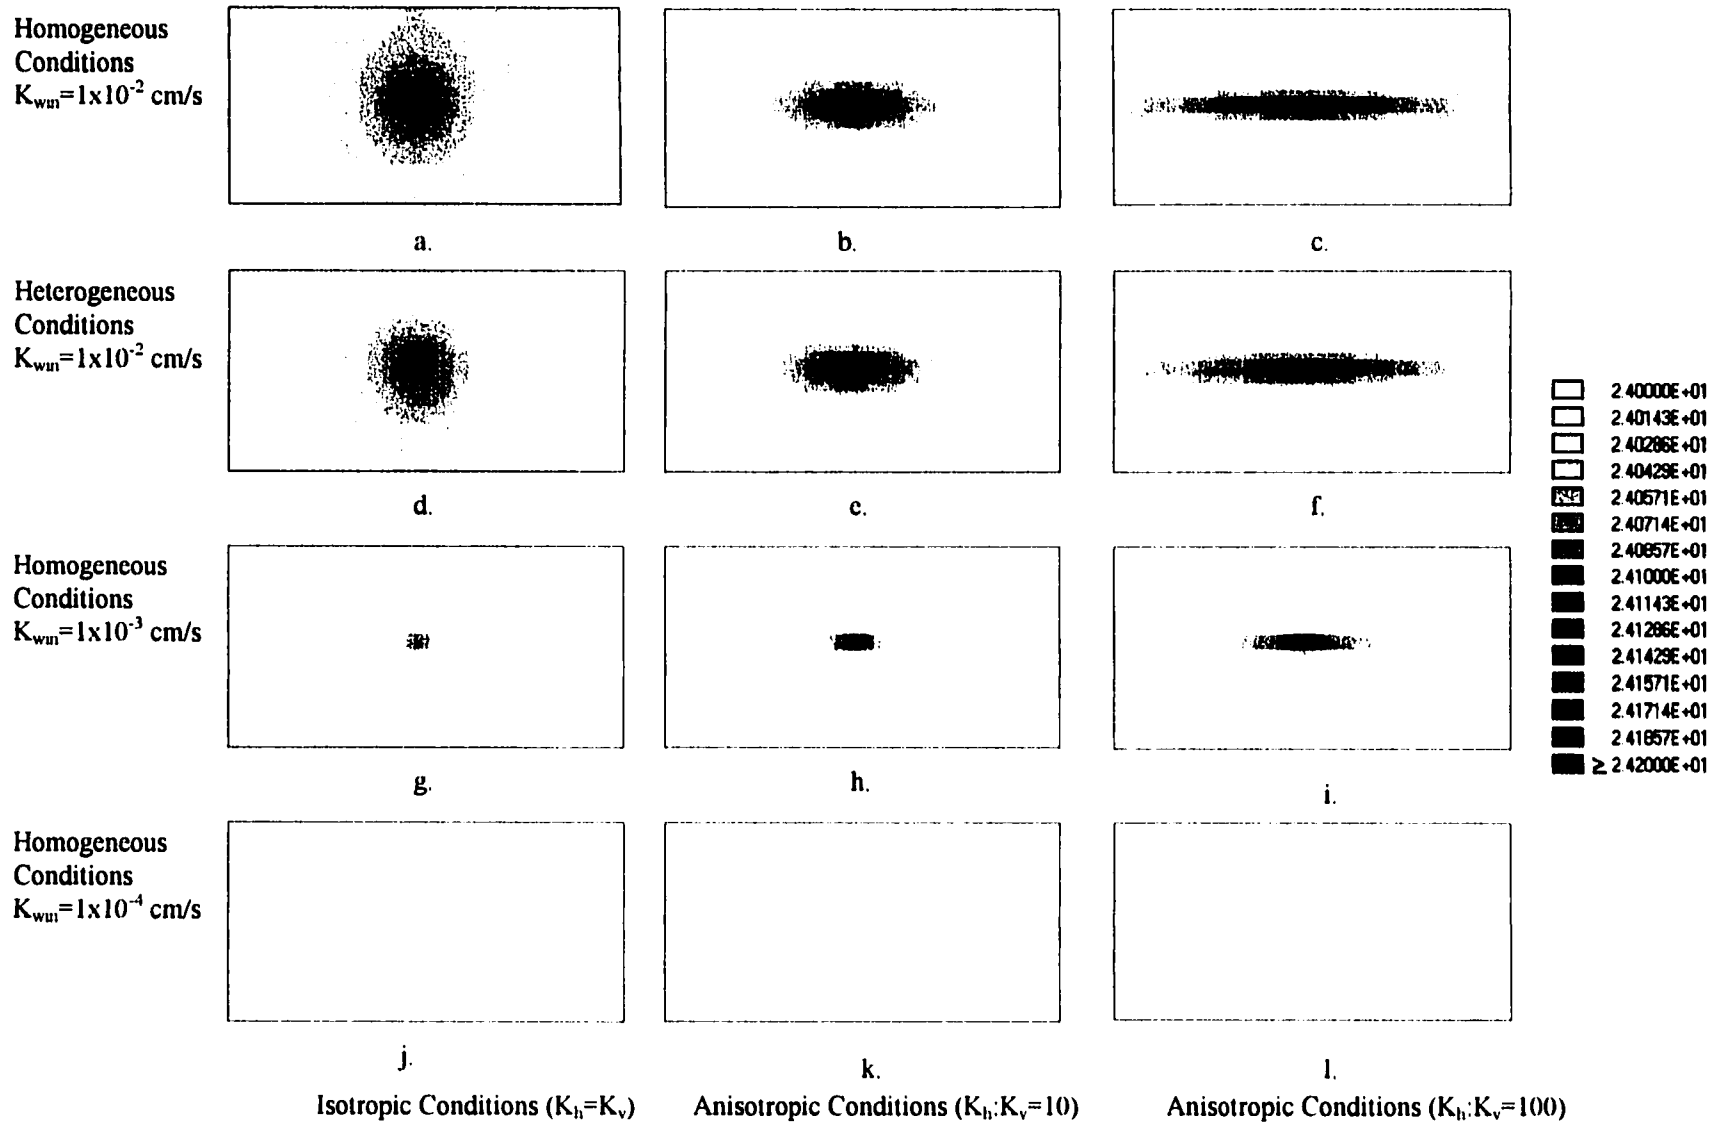 Homogeneous
Conditions
Kwin=1x10-2 cm/s
a.
b.
c.
Heterogeneous
Conditions
Kwin=1x10-2 cm/s
d.
e.
f.
Homogeneous
Conditions
Kwin=1x10-3 cm/s
g.
h.
i.
Homogeneous
Conditions
Kwin=1x10-4 cm/s
j.
k.
l.
Isotropic Conditions (Kh=Kv)
Anisotropic Conditions (Kh:Kv=10)
Anisotropic Conditions (Kh:Kv=100)
2.40000E+01
2.40143E+01
2.40286E+01
2.40429E+01
2.40571E+01
2.40714E+01
2.40857E+01
2.41000E+01
2.41143E+01
2.41286E+01
2.41429E+01
2.41571E+01
2.41714E+01
2.41857E+01
≥ 2.42000E+01